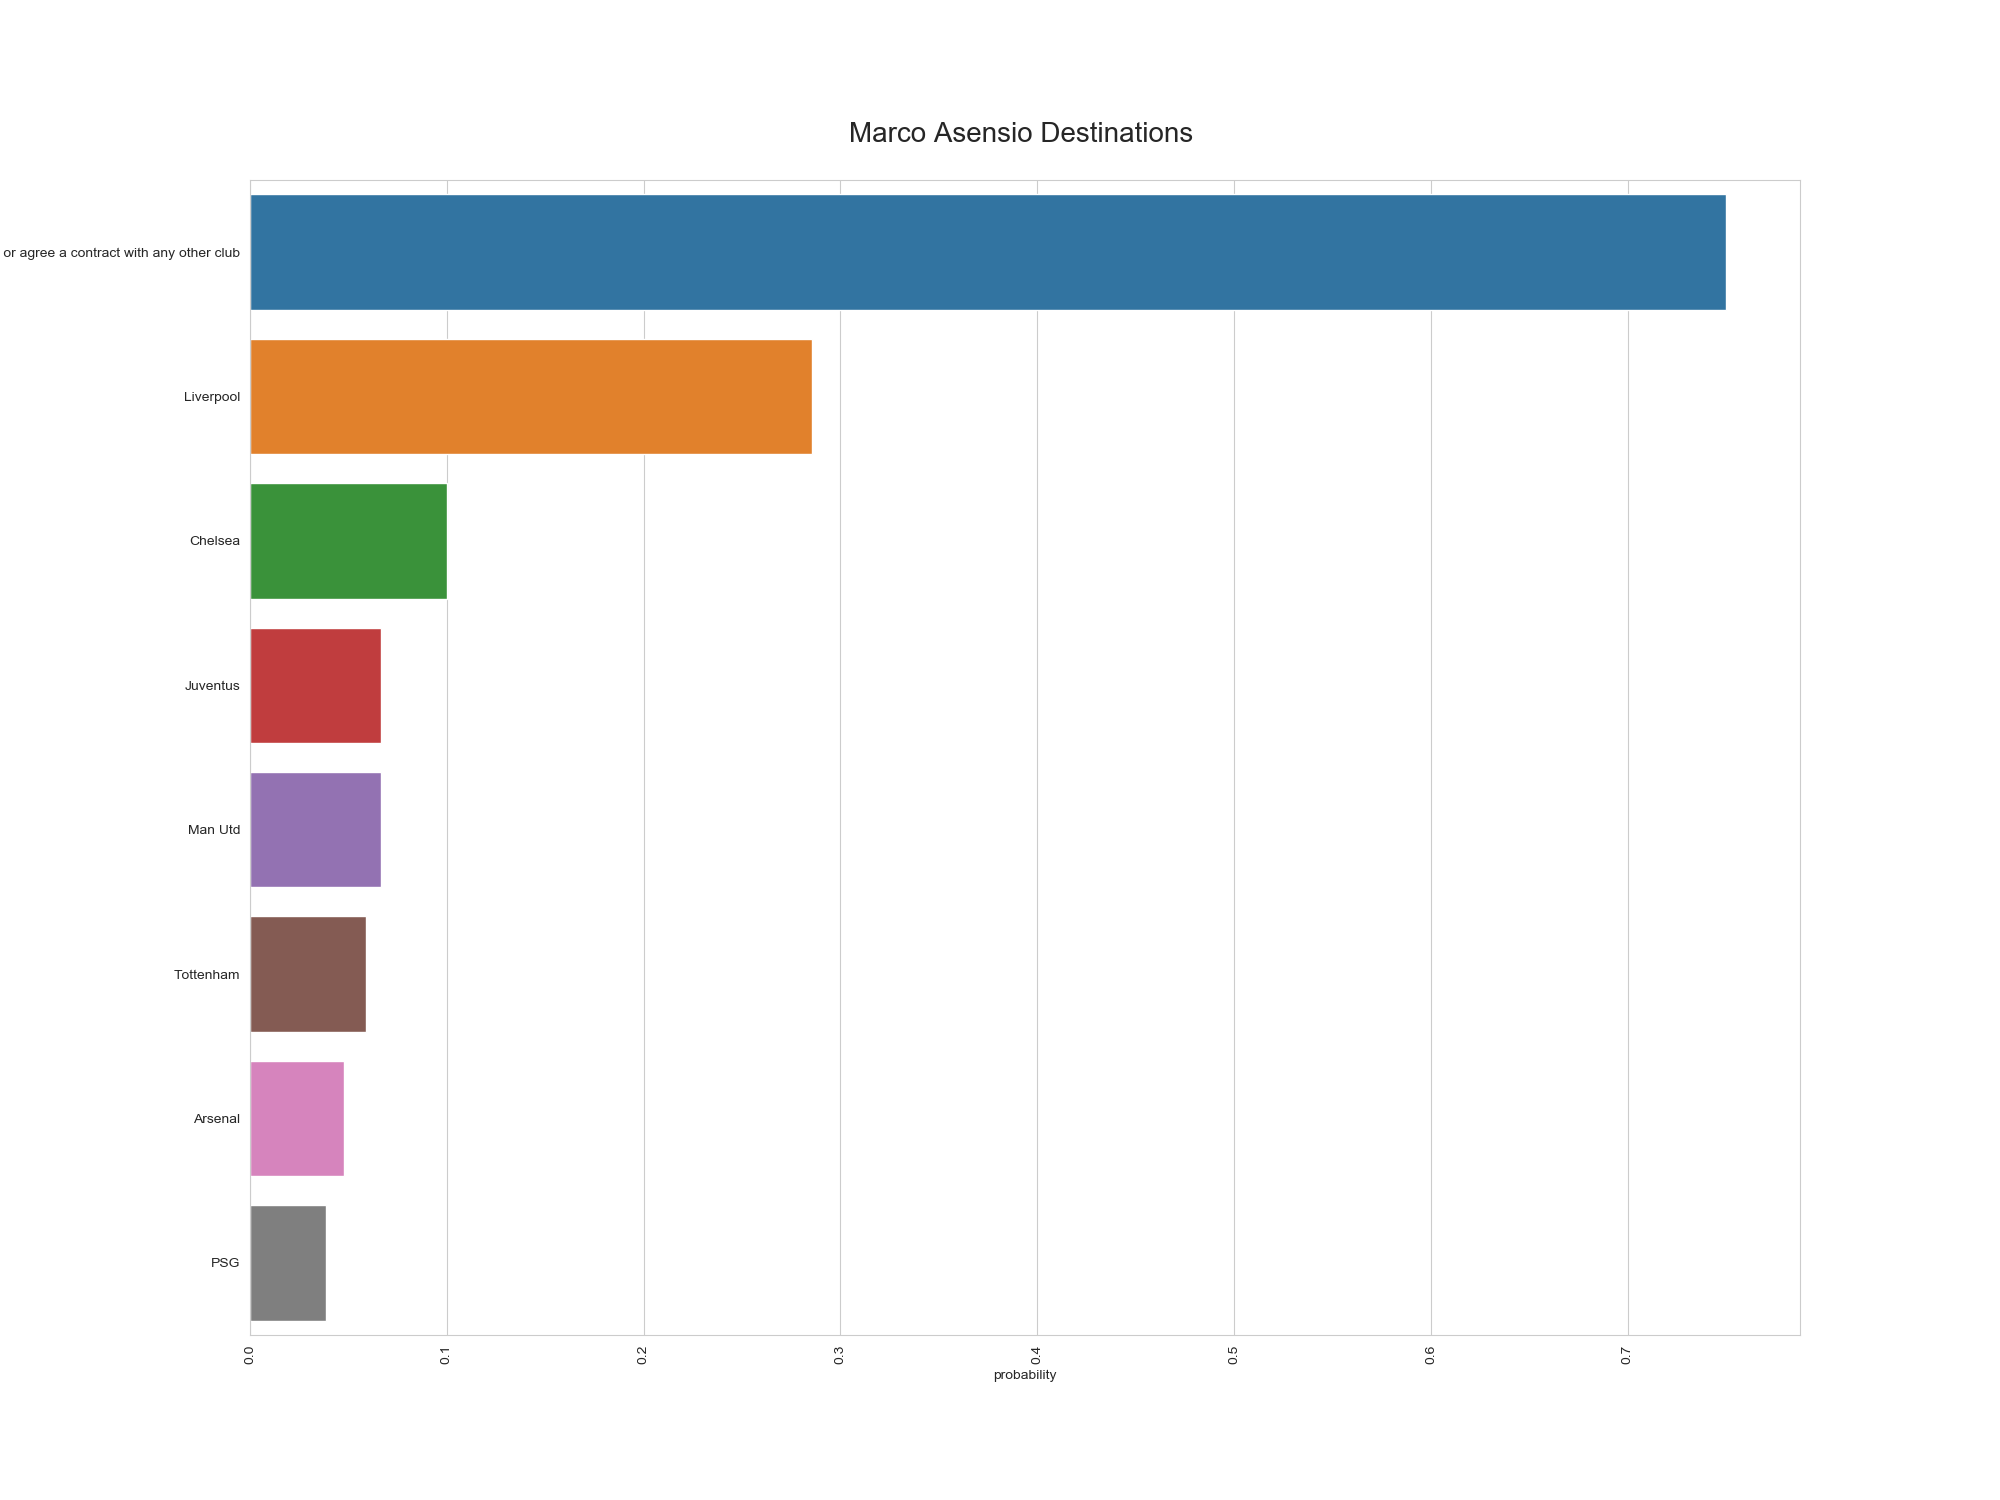 Marco Asensio Destinations
or agree a contract with any other club
Liverpool
Chelsea
Juventus
Man Utd
Tottenham
Arsenal
PSG
0.0
0.1
0.2
0.3
0.4
0.5
0.6
0.7
probability